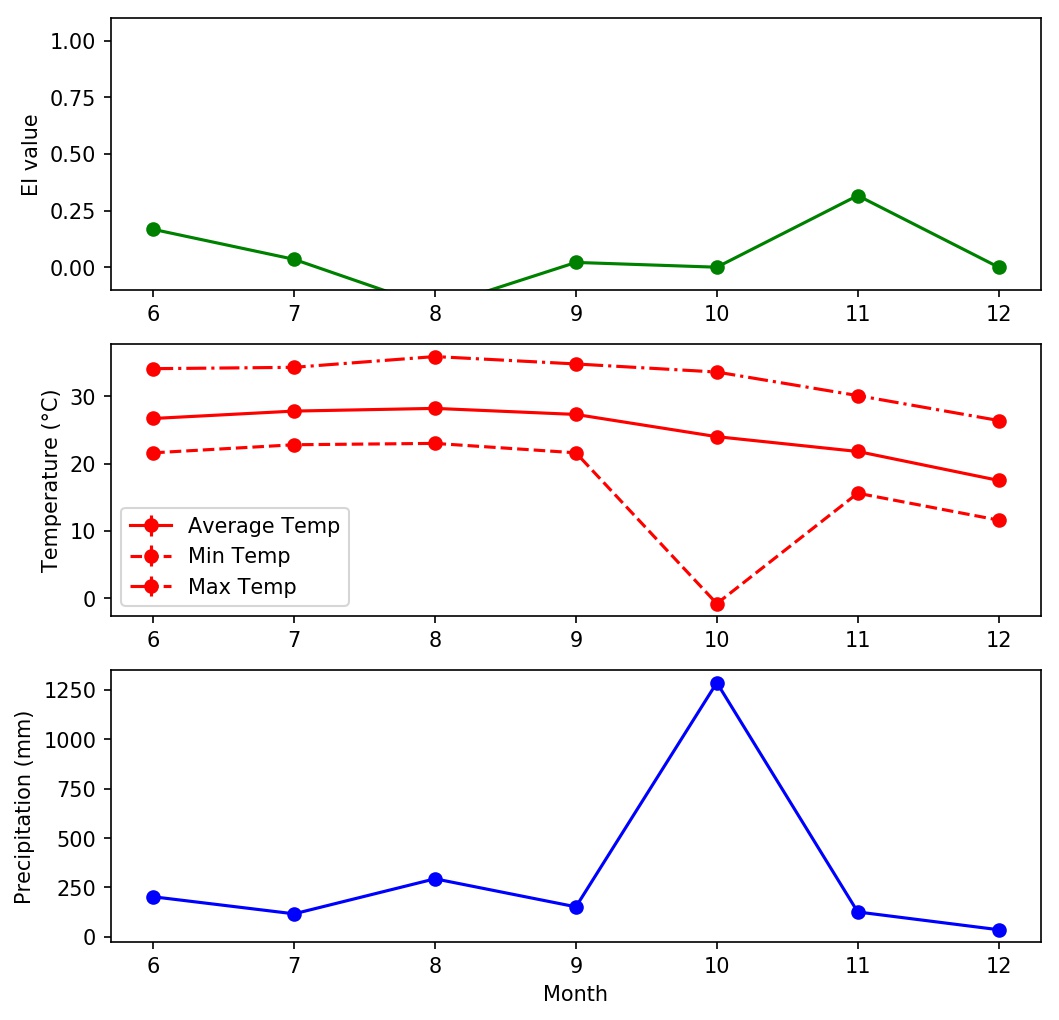 1.00
0.75
0.50
0.25
0.00
EI value
6 7 8 9 10 11 12
30
20
10
0
Temperature (°C)
Average Temp
Min Temp
Max Temp
6 7 8 9 10 11 12
1250
1000
750
500
250
0
Precipitation (mm)
6 7 8 9 10 11 12
Month